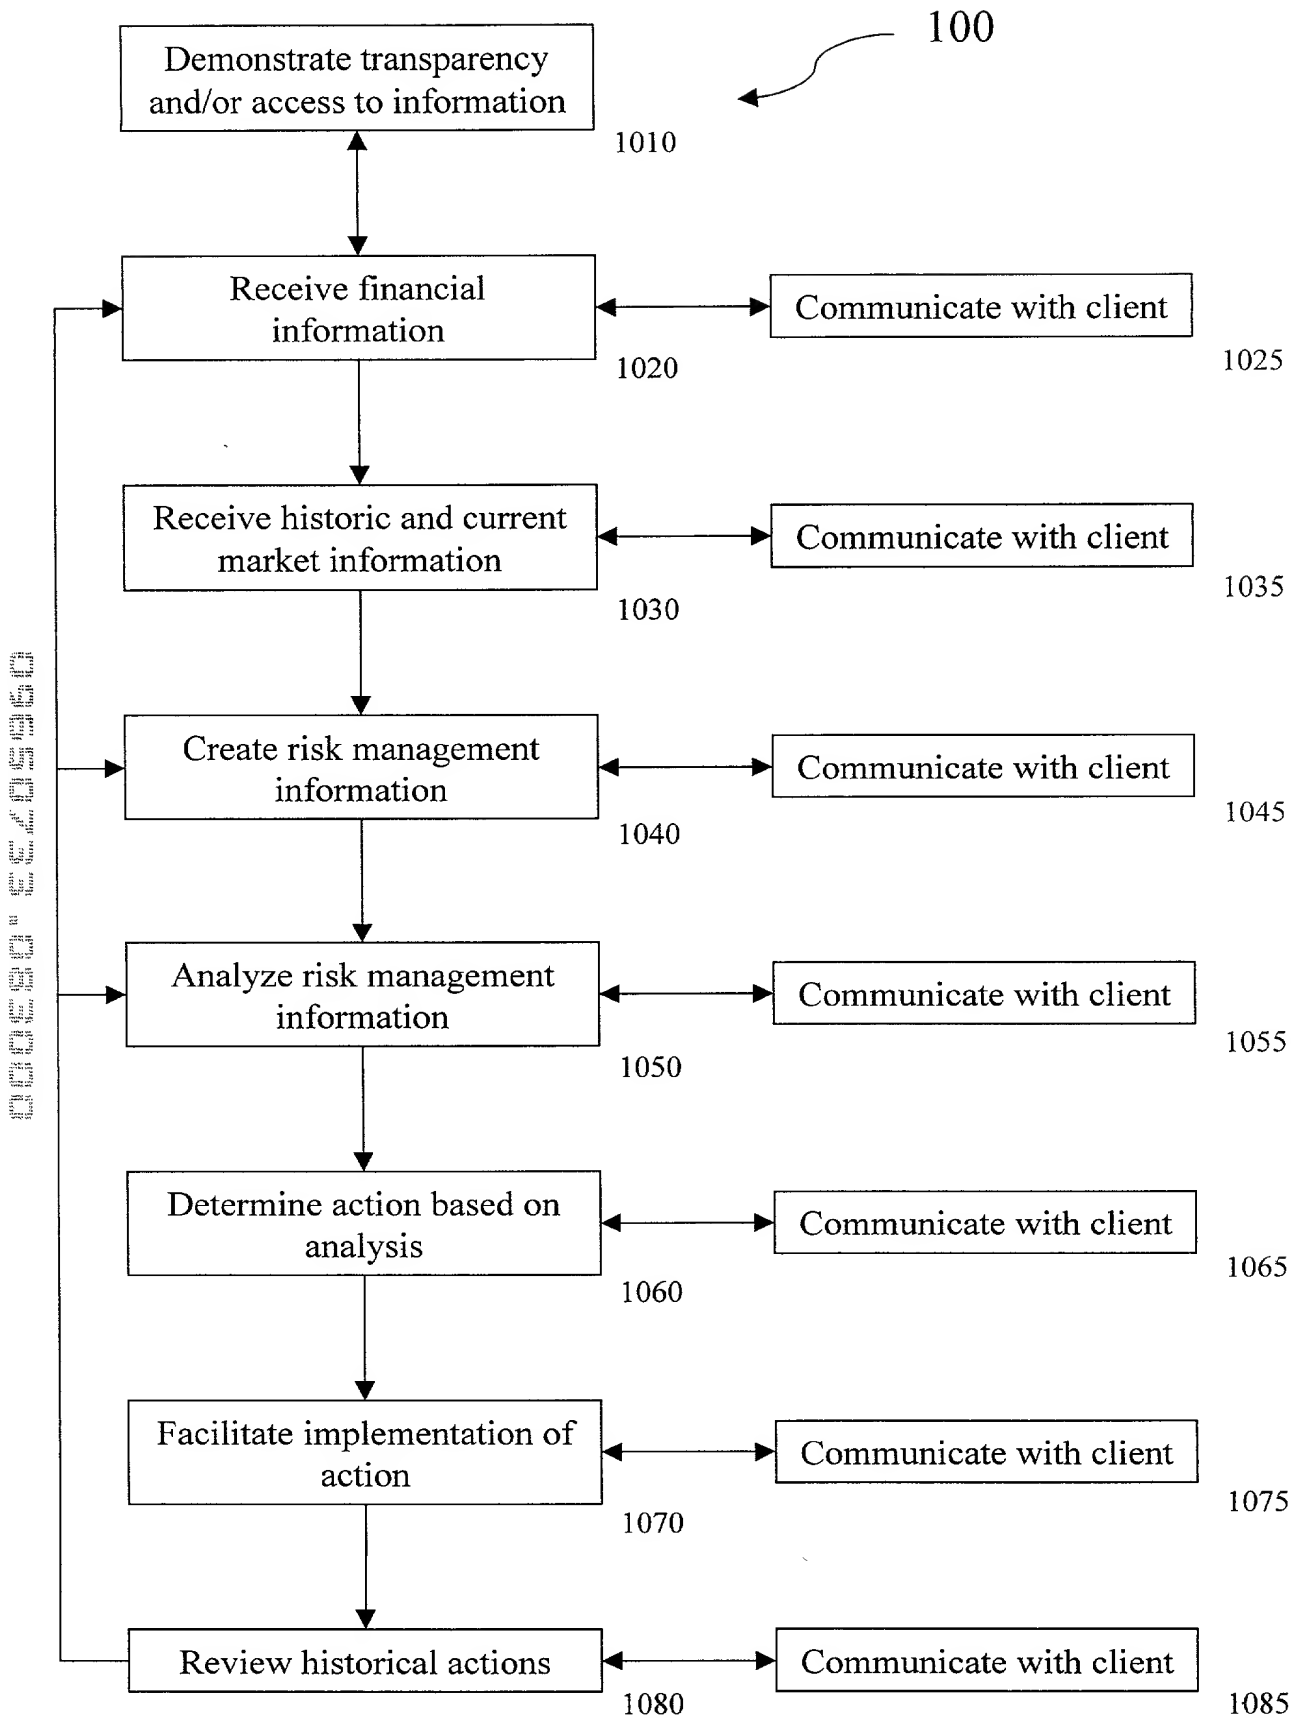 100
Demonstrate transparency
and/or access to information
1010
Receive financial
information
1020
Communicate with client
1025
Receive historic and current
market information
1030
Communicate with client
1035
Create risk management
information
1040
Communicate with client
1045
Analyze risk management
information
1050
Communicate with client
1055
Determine action based on
analysis
1060
Communicate with client
1065
Facilitate implementation of
action
1070
Communicate with client
1075
Review historical actions
1080
Communicate with client
1085